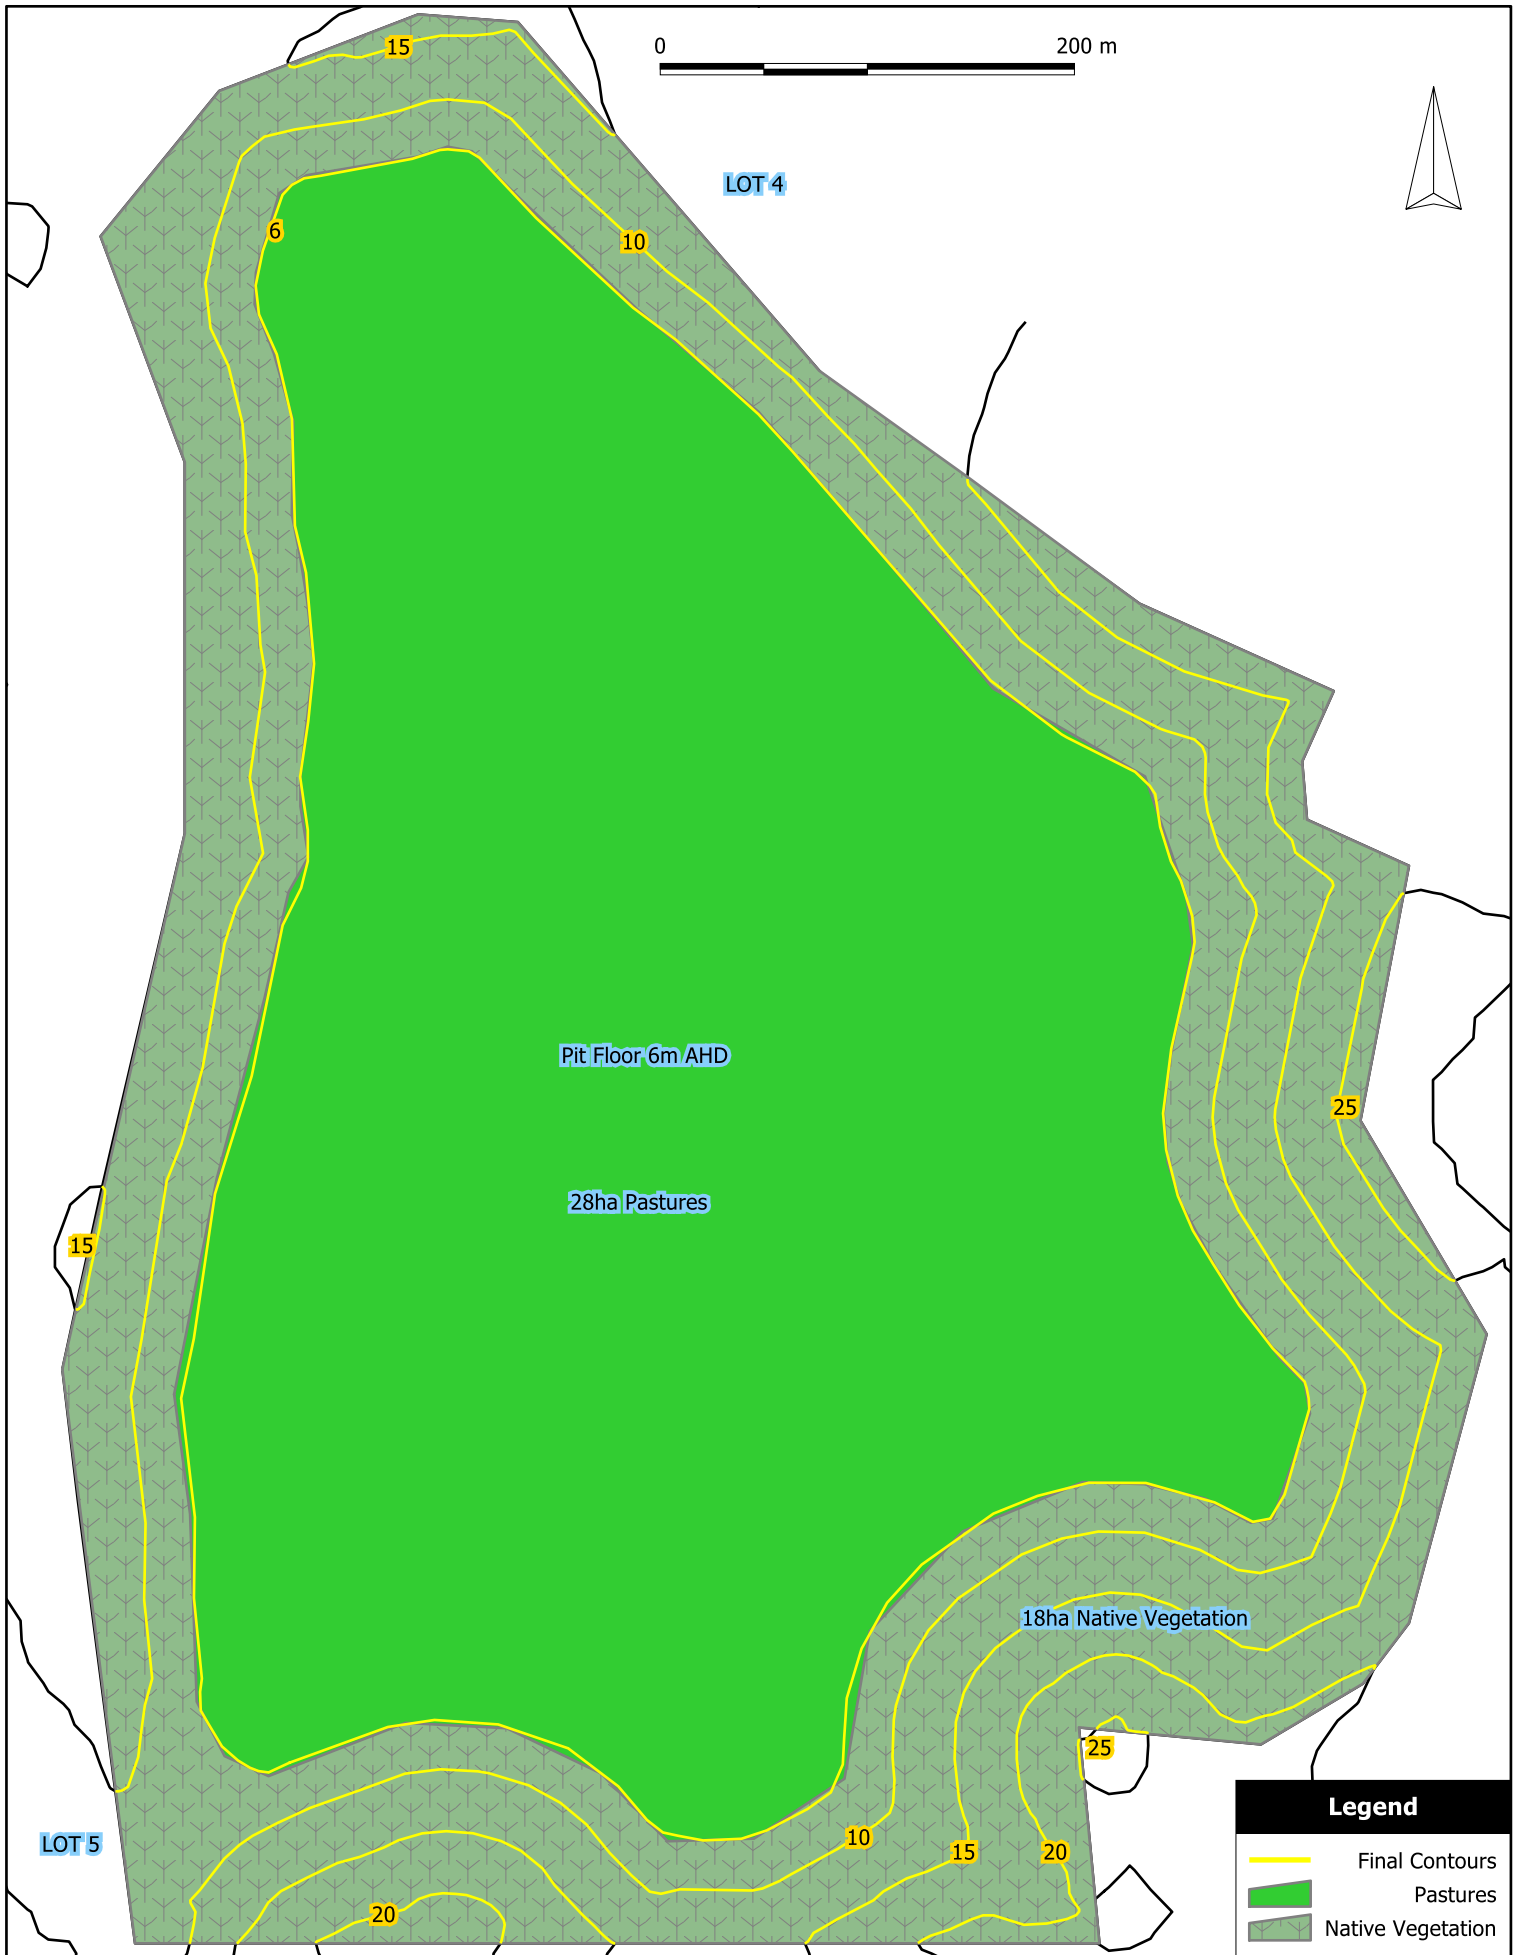 15
0 200 m
LOT 4
6
10
Pit Floor 6m AHD
25
28ha Pastures
15
18ha Native Vegetation
25
10
15
20
LOT 5
20
Legend
Final Contours
Pastures
Native Vegetation